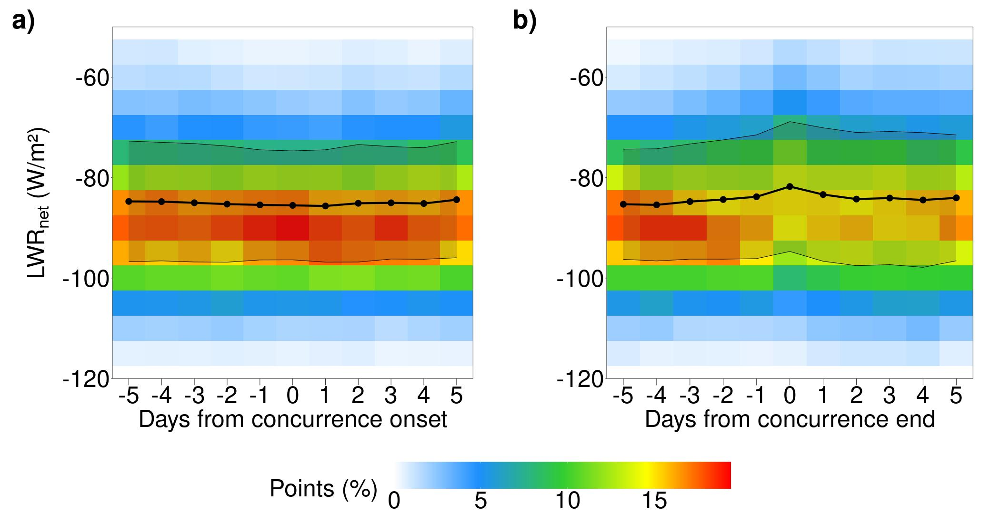 a)
b)
LWRnet (W/m²)
-60
-80
-100
-120
-5 -4 -3 -2 -1 0 1 2 3 4 5
Days from concurrence onset
-60
-80
-100
-120
-5 -4 -3 -2 -1 0 1 2 3 4 5
Days from concurrence end
Points (%)
0 5 10 15